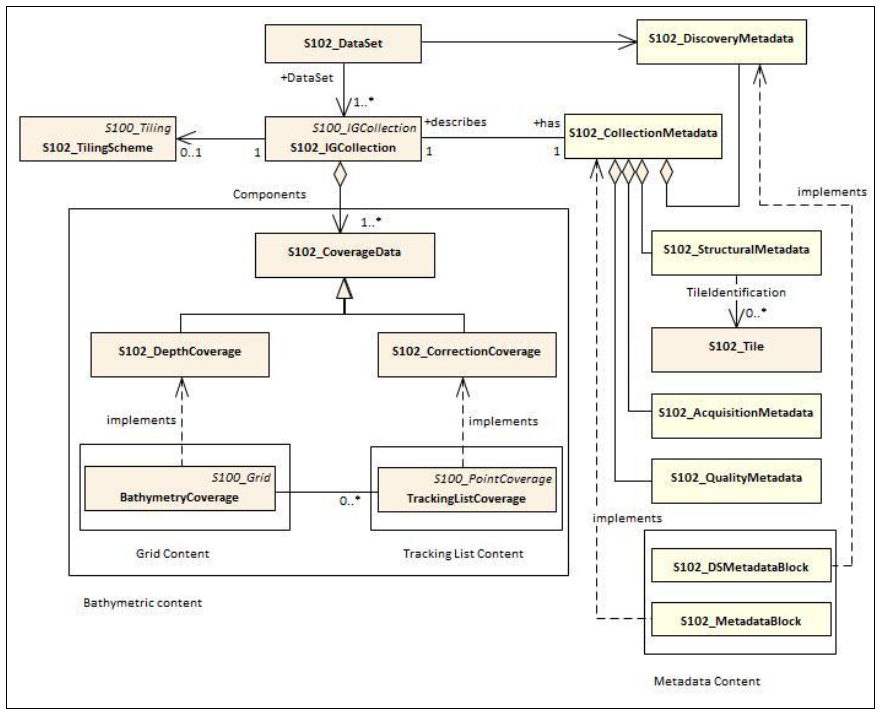 S102_DataSet
S102_DiscoveryMetadata
+DataSet
1..*
S100_Tiling
S102_TilingScheme
0..1
1
S100_IGCollection
S102_IGCollection
+describes
1
+has
1
S102_CollectionMetadata
Components
1..*
implements
S102_CoverageData
S102_StructuralMetadata
TileIdentification
0..*
S102_Tile
S102_DepthCoverage
S102_CorrectionCoverage
implements
implements
S102_AcquisitionMetadata
S100_Grid
BathymetryCoverage
0..*
S100_PointCoverage
TrackingListCoverage
S102_QualityMetadata
implements
Grid Content
Tracking List Content
S102_DSMetadataBlock
Bathymetric content
S102_MetadataBlock
Metadata Content